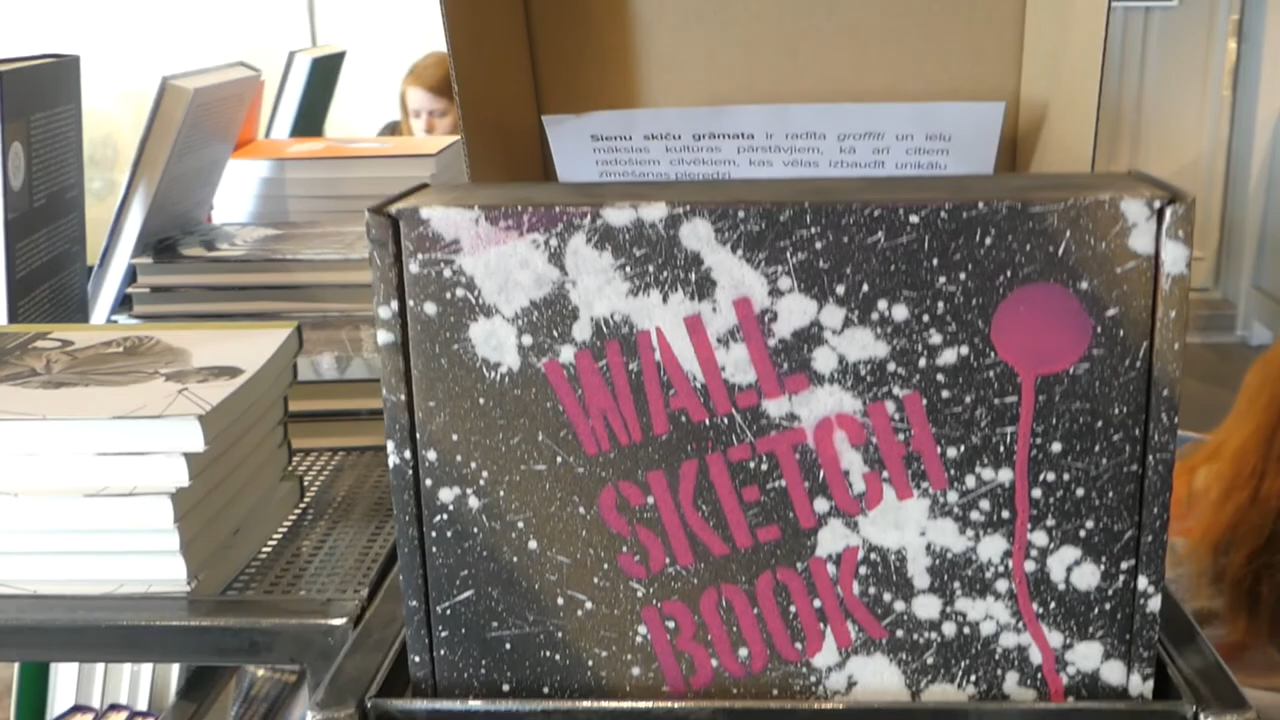 Sienu skiču grāmata ir radīta graffiti un ielu
mākslas kultūras pārstāvjiem, kā arī citiem
radošiem cilvēkiem, kas vēlas izbaudīt unikālu
zīmēšanas pieredzi.
WALL
SKETCH
BOOK